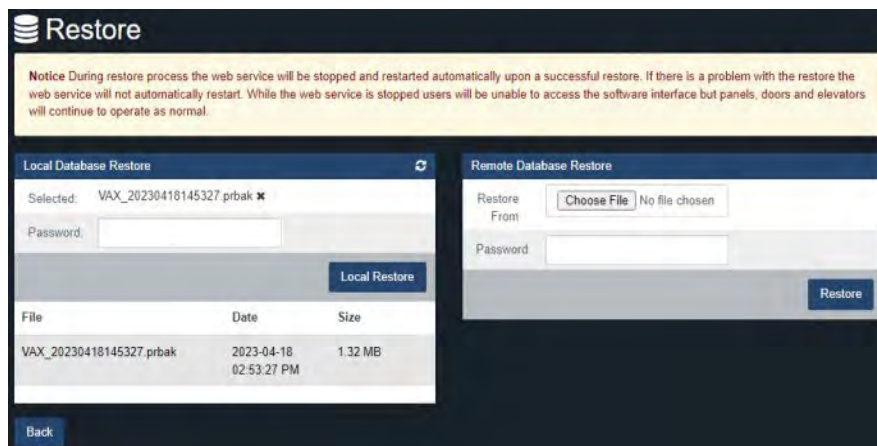 Restore
Notice During restore process the web service will be stopped and restarted automatically upon a successful restore. If there is a problem with the restore the
web service will not automatically restart. While the web service is stopped users will be unable to access the software interface but panels, doors and elevators
will continue to operate as normal.
Local Database Restore
Selected: VAX_20230418145327.prbak ✖
Password:
Local Restore
File Date Size
VAX_20230418145327.prbak 2023-04-18 1.32 MB
02:53:27 PM
Back
Remote Database Restore
Restore Choose File No file chosen
From
Password
Restore